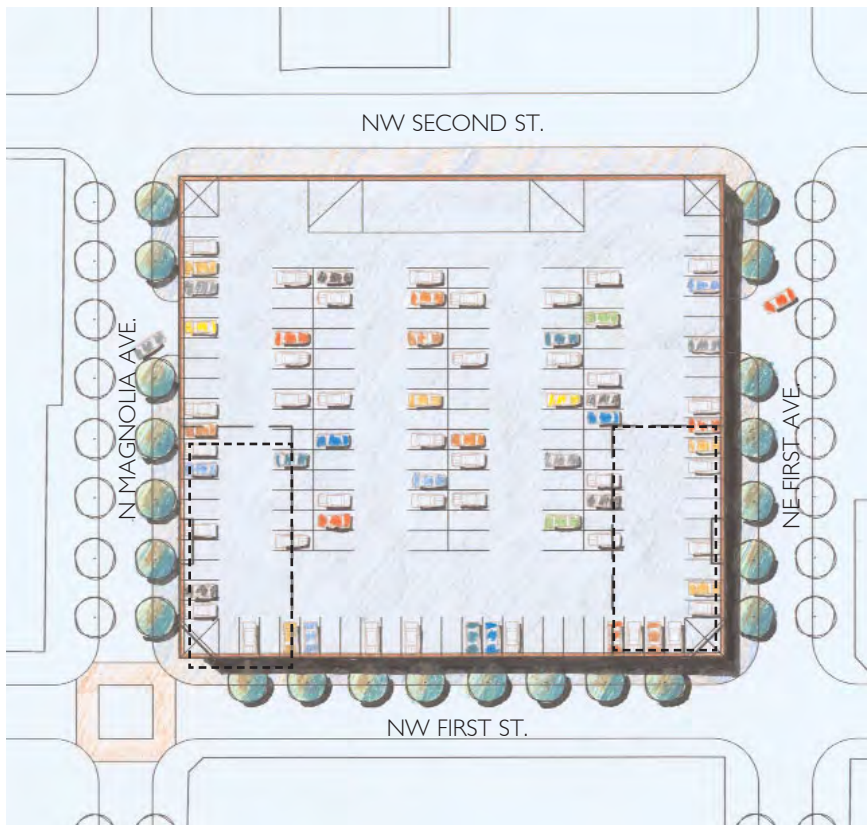 NW SECOND ST.
N MAGNOLIA AVE.
NE FIRST AVE.
NW FIRST ST.